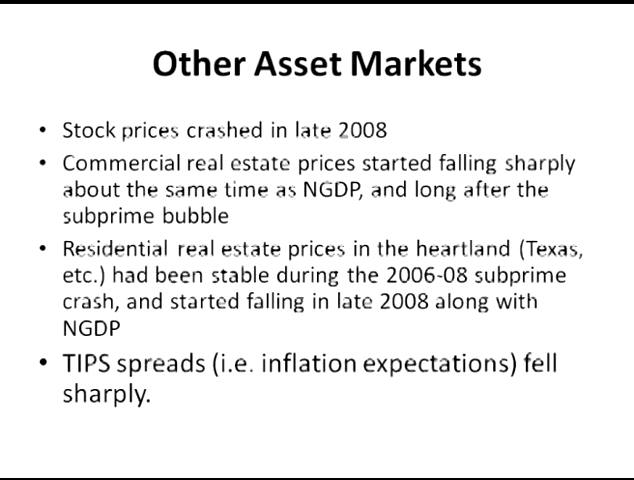 Other Asset Markets
• Stock prices crashed in late 2008
• Commercial real estate prices started falling sharply
about the same time as NGDP, and long after the
subprime bubble
• Residential real estate prices in the heartland (Texas,
etc.) had been stable during the 2006-08 subprime
crash, and started falling in late 2008 along with
NGDP
• TIPS spreads (i.e. inflation expectations) fell
sharply.